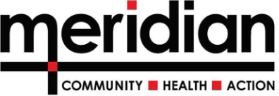 meridian
COMMUNITY ■ HEALTH ■ ACTION